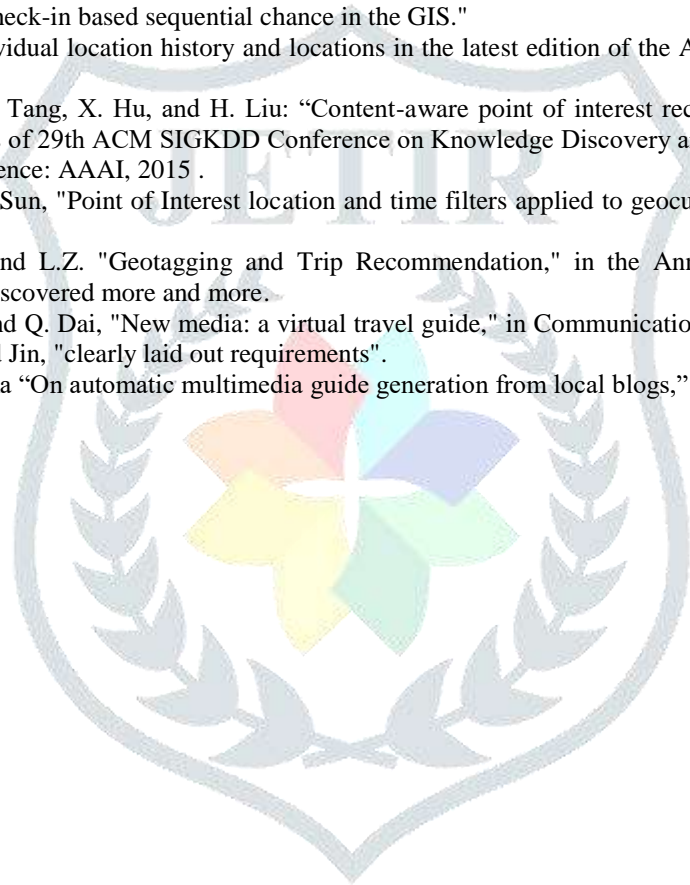 heck-in based sequential chance in the GIS."
vidual location history and locations in the latest edition of the A
Tang, X. Hu, and H. Liu: “Content-aware point of interest rec
of 29th ACM SIGKDD Conference on Knowledge Discovery a
ence: AAAI, 2015 .
Sun, "Point of Interest location and time filters applied to geocu
nd L.Z. "Geotagging and Trip Recommendation," in the Ann
iscovered more and more.
nd Q. Dai, "New media: a virtual travel guide," in Communicatio
l Jin, "clearly laid out requirements".
a “On automatic multimedia guide generation from local blogs,”
JETIR